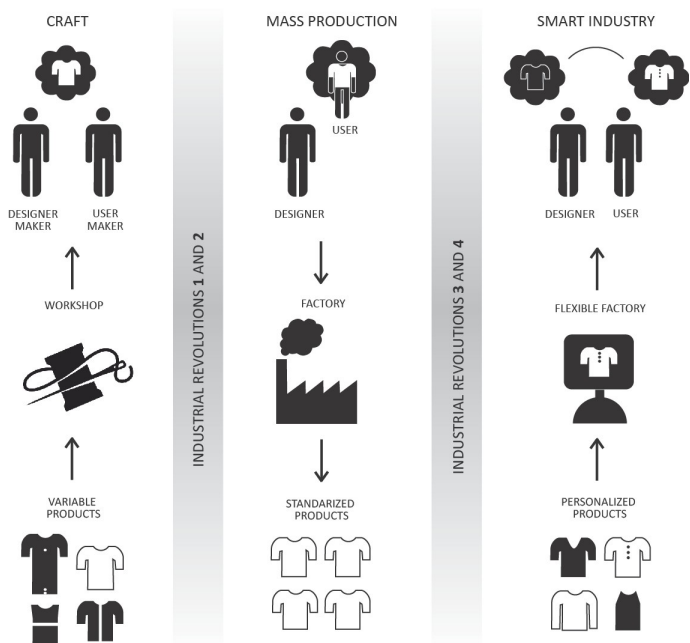 CRAFT
DESIGNER
MAKER
USER
MAKER
WORKSHOP
VARIABLE
PRODUCTS
INDUSTRIAL REVOLUTIONS 1 AND 2
MASS PRODUCTION
USER
DESIGNER
FACTORY
STANDARIZED
PRODUCTS
INDUSTRIAL REVOLUTIONS 3 AND 4
SMART INDUSTRY
DESIGNER
USER
FLEXIBLE FACTORY
PERSONALIZED
PRODUCTS